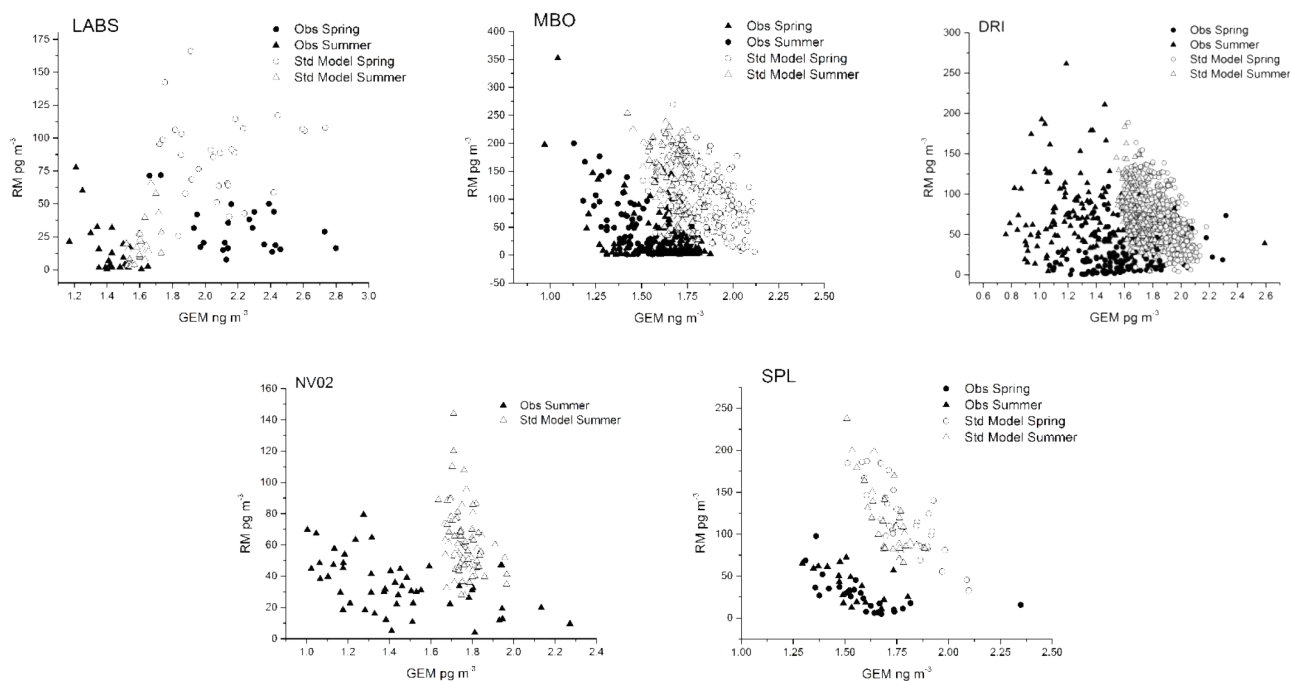 LABS
● Obs Spring
▲ Obs Summer
○ Std Model Spring
△ Std Model Summer
175
150
125
100
75
50
25
0
RM pg m⁻³
1.2 1.4 1.6 1.8 2.0 2.2 2.4 2.6 2.8 3.0
GEM ng m⁻³
MBO
▲ Obs Spring
● Obs Summer
○ Std Model Spring
△ Std Model Summer
400
350
300
250
200
150
100
50
0
-50
RM pg m⁻³
1.00 1.25 1.50 1.75 2.00 2.25 2.50
GEM ng m⁻³
DRI
● Obs Spring
▲ Obs Summer
○ Std Model Spring
△ Std Model Summer
300
250
200
150
100
50
0
RM pg m⁻³
0.6 0.8 1.0 1.2 1.4 1.6 1.8 2.0 2.2 2.4 2.6
GEM pg m⁻³
NV02
▲ Obs Summer
△ Std Model Summer
160
140
120
100
80
60
40
20
0
RM pg m⁻³
1.0 1.2 1.4 1.6 1.8 2.0 2.2 2.4
GEM pg m⁻³
SPL
● Obs Spring
▲ Obs Summer
○ Std Model Spring
△ Std Model Summer
250
200
150
100
50
0
RM pg m⁻³
1.00 1.25 1.50 1.75 2.00 2.25 2.50
GEM ng m⁻³